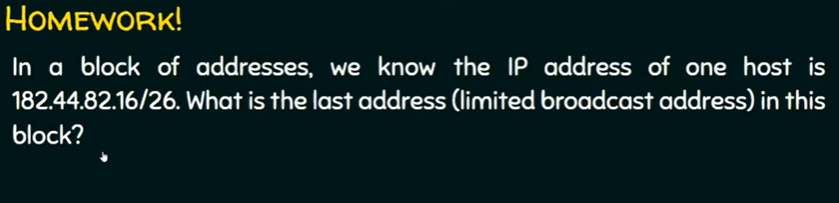 HOMEWORK!
In a block of addresses, we know the IP address of one host is
182.44.82.16/26. What is the last address (limited broadcast address) in this
block?